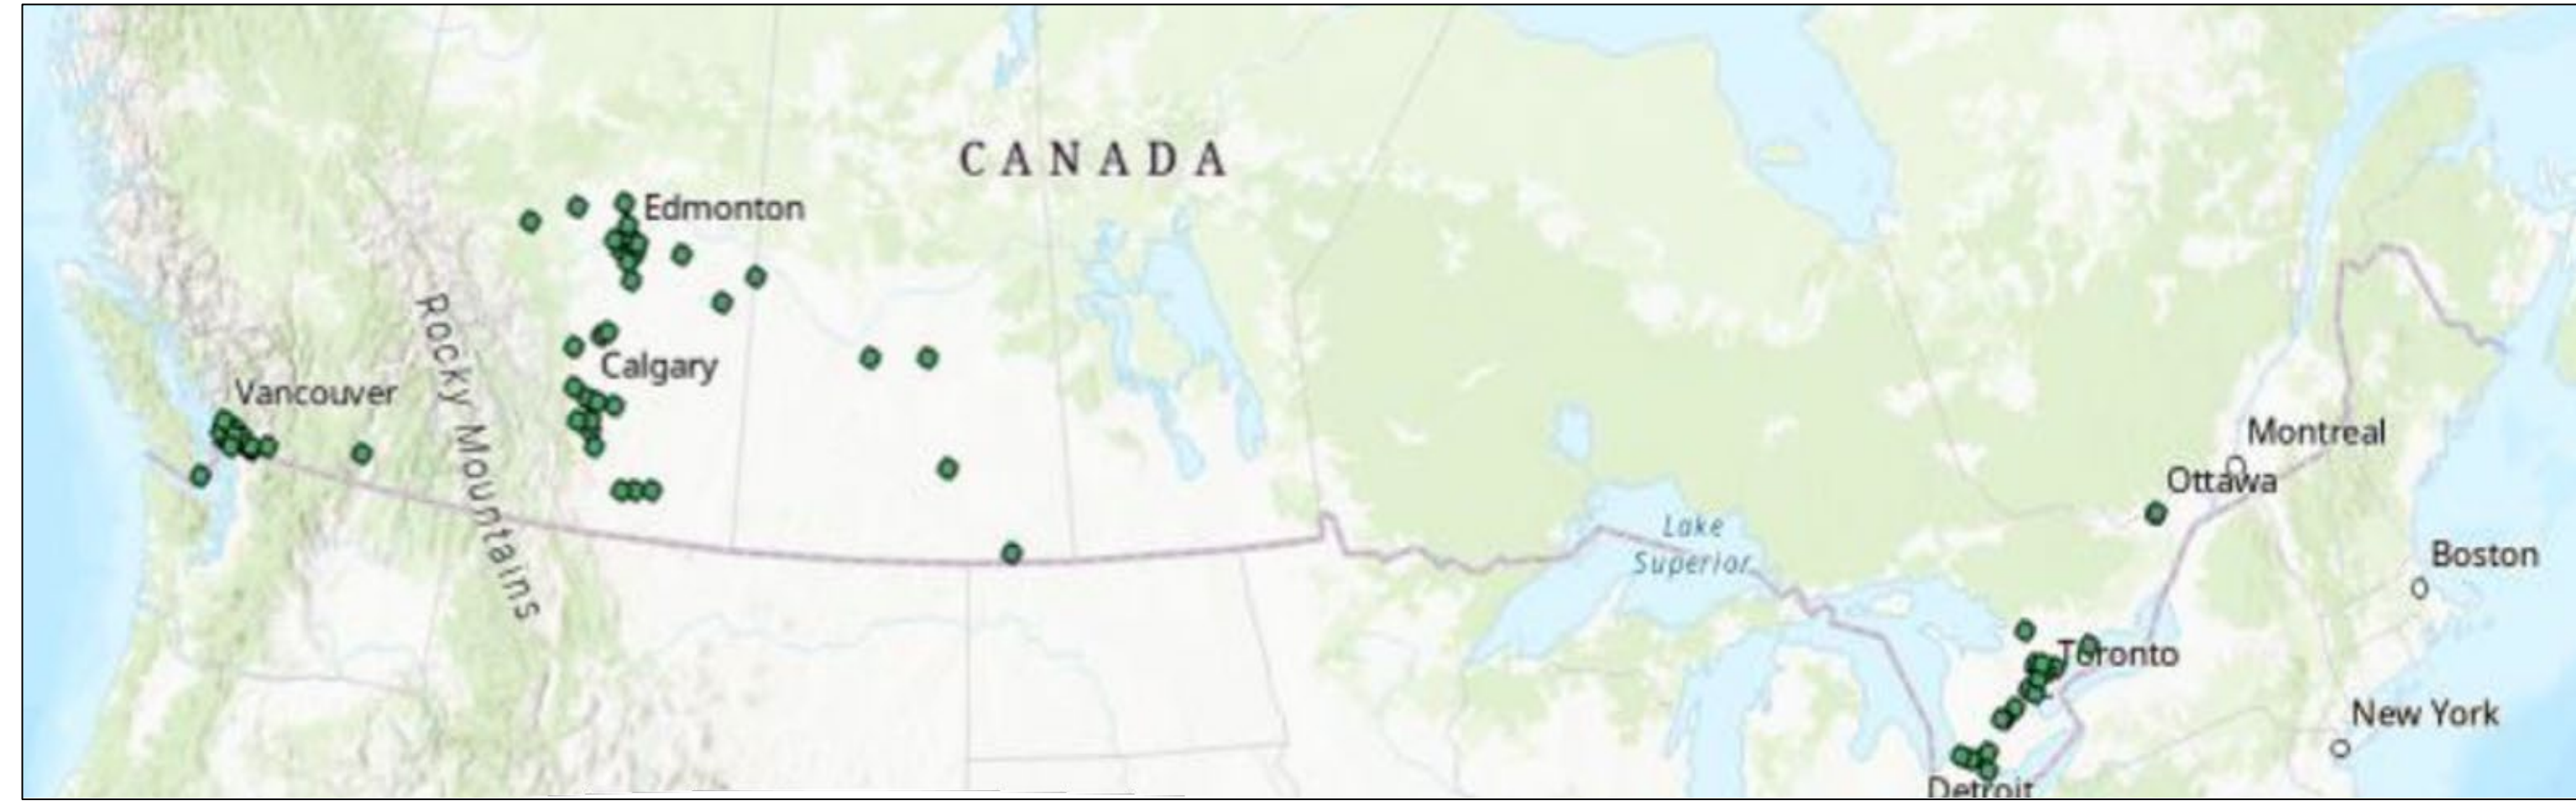 CANADA
Edmonton
Rocky Mountains
Calgary
Vancouver
Montreal
Ottawa
Lake
Superior
Boston
Toronto
New York
Detroit